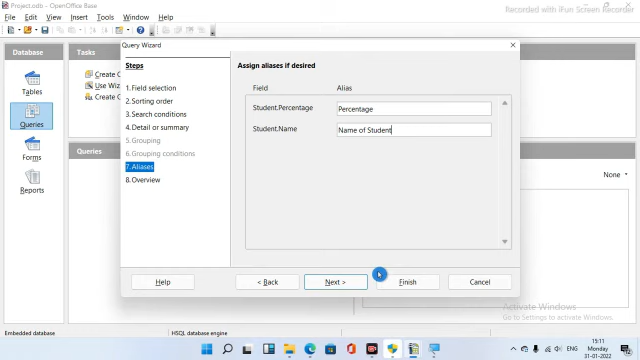 Project.odb - OpenOffice Base
Recorded with iFun Screen Recorder
File Edit View Insert Tools Window Help
Database
Tasks
Tables
Queries
Forms
Reports
Create
Use Wiz
Create
Queries
None
Query Wizard
Steps
1.Field selection
2.Sorting order
3.Search conditions
4.Detail or summary
5.Grouping
6.Grouping conditions
7.Aliases
8.Overview
Assign aliases if desired
Field Alias
Student.Percentage Percentage
Student.Name Name of Student
Help
< Back
Next >
Finish
Cancel
Activate Windows
Go to Settings to activate Windows.
Embedded database HSQL database engine
ENG
15:11
Monday
31-01-2022